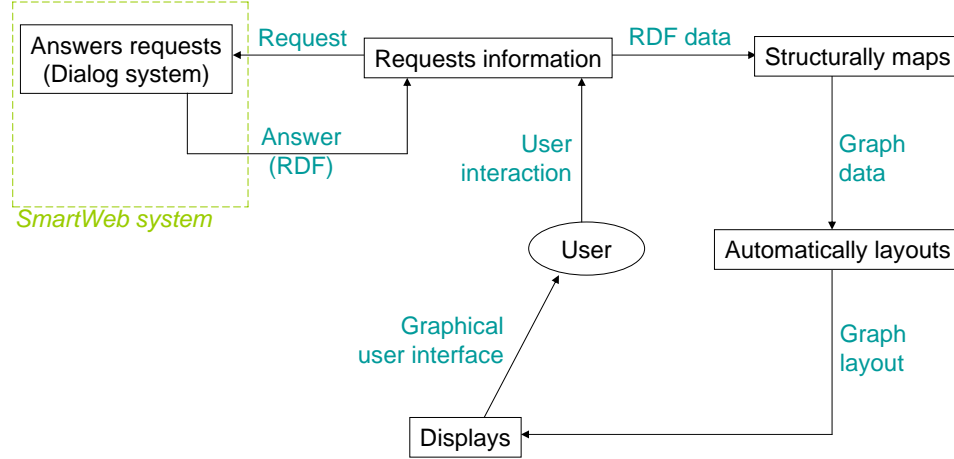 Answers requests
(Dialog system)
Request
Requests information
RDF data
Structurally maps
Answer
(RDF)
User
interaction
Graph
data
SmartWeb system
User
Automatically layouts
Graphical
user interface
Graph
layout
Displays